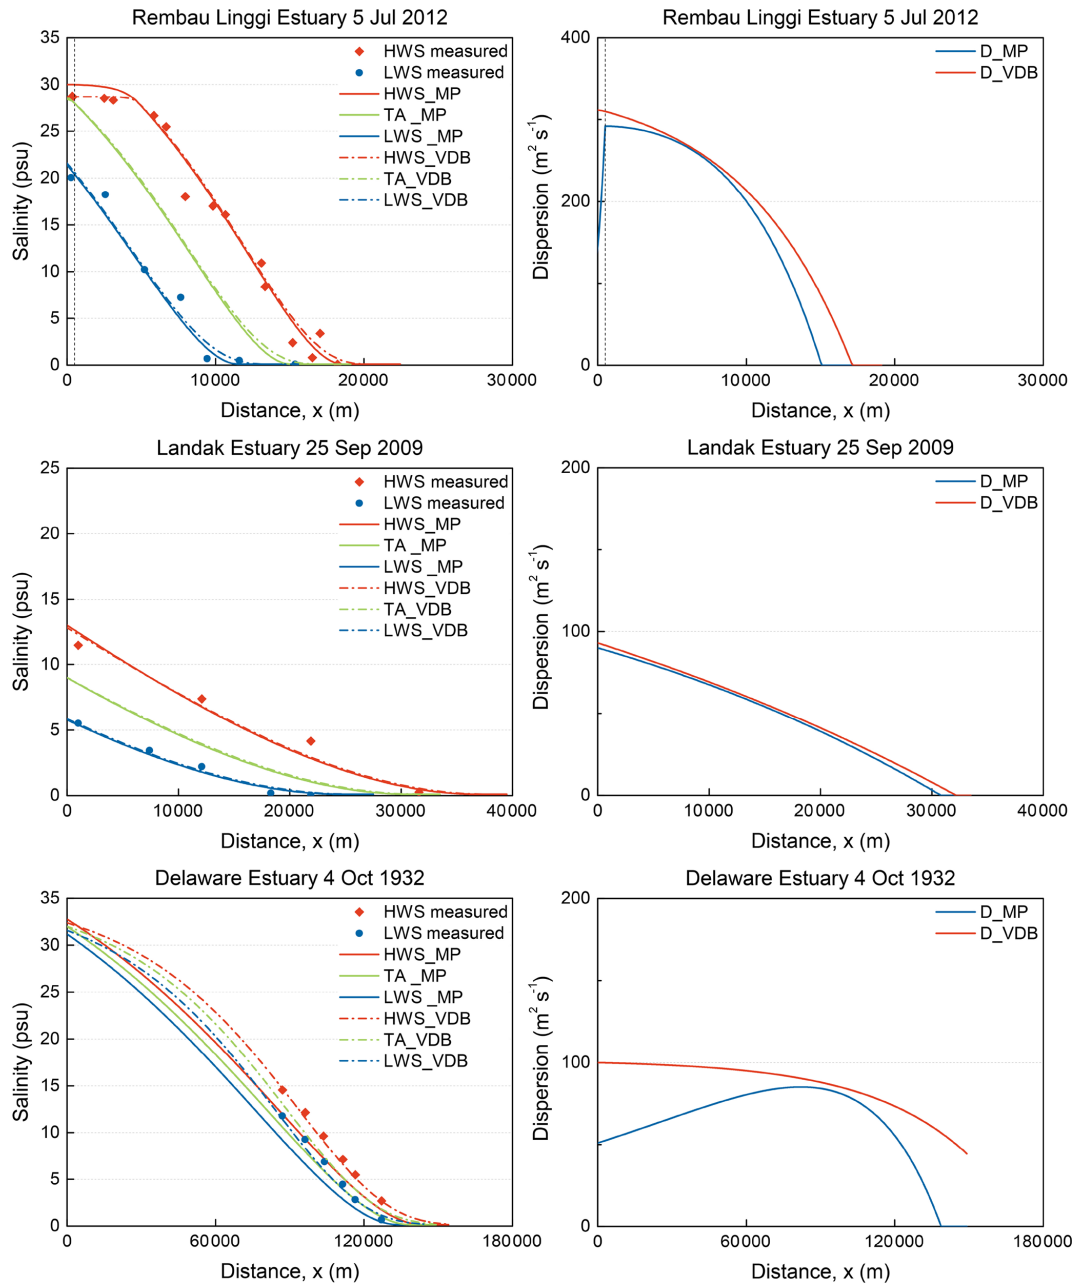 Rembau Linggi Estuary 5 Jul 2012
35
30
25
20
15
10
5
0
Salinity (psu)
HWS measured
LWS measured
HWS_MP
TA _MP
LWS _MP
HWS_VDB
TA_VDB
LWS_VDB
0
10000
20000
30000
Distance, x (m)
Rembau Linggi Estuary 5 Jul 2012
400
200
0
Dispersion (m² s⁻¹)
D_MP
D_VDB
0
10000
20000
30000
Distance, x (m)
Landak Estuary 25 Sep 2009
25
20
15
10
5
0
Salinity (psu)
HWS measured
LWS measured
HWS_MP
TA _MP
LWS _MP
HWS_VDB
TA_VDB
LWS_VDB
0
10000
20000
30000
40000
Distance, x (m)
Landak Estuary 25 Sep 2009
200
100
0
Dispersion (m² s⁻¹)
D_MP
D_VDB
0
10000
20000
30000
40000
Distance, x (m)
Delaware Estuary 4 Oct 1932
35
30
25
20
15
10
5
0
Salinity (psu)
HWS measured
LWS measured
HWS_MP
TA _MP
LWS _MP
HWS_VDB
TA_VDB
LWS_VDB
0
60000
120000
180000
Distance, x (m)
Delaware Estuary 4 Oct 1932
200
100
0
Dispersion (m² s⁻¹)
D_MP
D_VDB
0
60000
120000
180000
Distance, x (m)